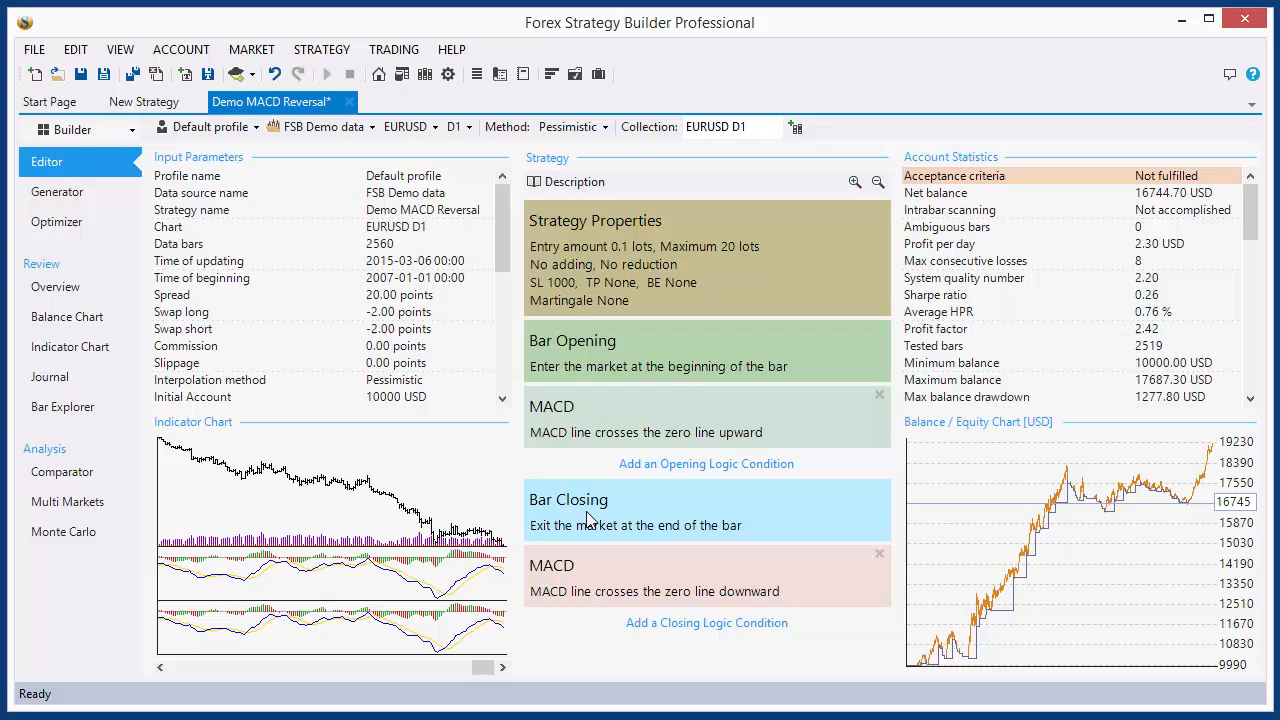 Forex Strategy Builder Professional
FILE EDIT VIEW ACCOUNT MARKET STRATEGY TRADING HELP
Start Page New Strategy Demo MACD Reversal*
Builder Default profile FSB Demo data EURUSD D1 Method: Pessimistic Collection: EURUSD D1
Editor
Generator
Optimizer
Review
Overview
Balance Chart
Indicator Chart
Journal
Bar Explorer
Analysis
Comparator
Multi Markets
Monte Carlo
Input Parameters
Profile name Default profile
Data source name FSB Demo data
Strategy name Demo MACD Reversal
Chart EURUSD D1
Data bars 2560
Time of updating 2015-03-06 00:00
Time of beginning 2007-01-01 00:00
Spread 20.00 points
Swap long -2.00 points
Swap short -2.00 points
Commission 0.00 points
Slippage 0.00 points
Interpolation method Pessimistic
Initial Account 10000 USD
Indicator Chart
Strategy
Description
Strategy Properties
Entry amount 0.1 lots, Maximum 20 lots
No adding, No reduction
SL 1000, TP None, BE None
Martingale None
Bar Opening
Enter the market at the beginning of the bar
MACD
MACD line crosses the zero line upward
Add an Opening Logic Condition
Bar Closing
Exit the market at the end of the bar
MACD
MACD line crosses the zero line downward
Add a Closing Logic Condition
Account Statistics
Acceptance criteria Not fulfilled
Net balance 16744.70 USD
Intrabar scanning Not accomplished
Ambiguous bars 0
Profit per day 2.30 USD
Max consecutive losses 8
System quality number 2.20
Sharpe ratio 0.26
Average HPR 0.76 %
Profit factor 2.42
Tested bars 2519
Minimum balance 10000.00 USD
Maximum balance 17687.30 USD
Max balance drawdown 1277.80 USD
Balance / Equity Chart [USD]
19230
18390
17550
16745
15870
15030
14190
13350
12510
11670
10830
9990
Ready